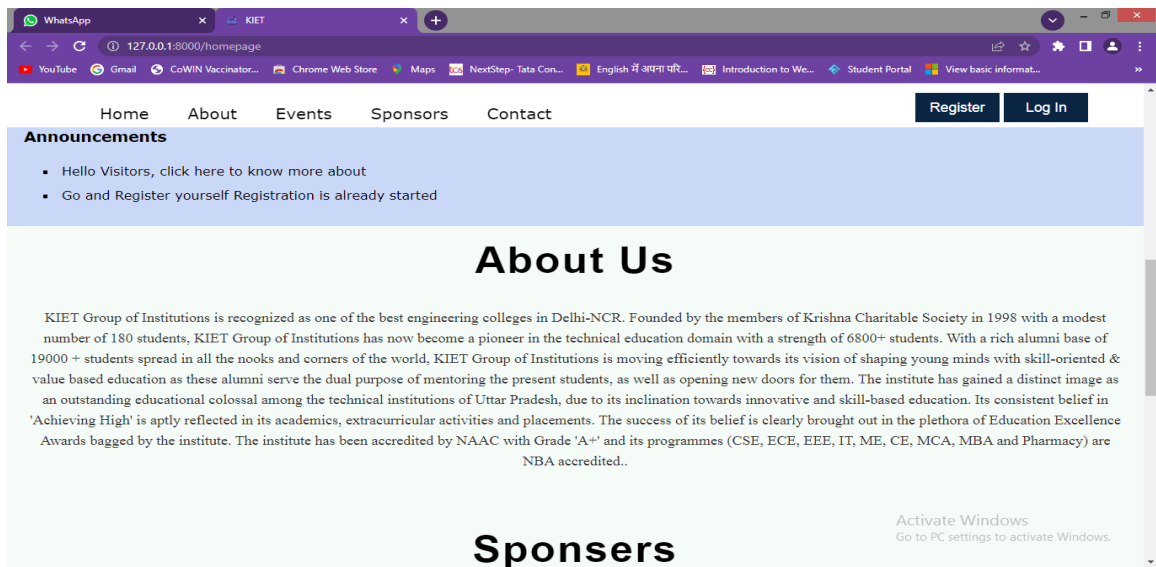 WhatsApp
KIET
127.0.0.1:8000/homepage
YouTube Gmail CoWIN Vaccinator... Chrome Web Store Maps NextStep- Tata Con... English में अपना परि... Introduction to We... Student Portal View basic informat... »
Home About Events Sponsors Contact Register Log In
Announcements
Hello Visitors, click here to know more about
Go and Register yourself Registration is already started
About Us
KIET Group of Institutions is recognized as one of the best engineering colleges in Delhi-NCR. Founded by the members of Krishna Charitable Society in 1998 with a modest
number of 180 students, KIET Group of Institutions has now become a pioneer in the technical education domain with a strength of 6800+ students. With a rich alumni base of
19000 + students spread in all the nooks and corners of the world, KIET Group of Institutions is moving efficiently towards its vision of shaping young minds with skill-oriented &
value based education as these alumni serve the dual purpose of mentoring the present students, as well as opening new doors for them. The institute has gained a distinct image as
an outstanding educational colossal among the technical institutions of Uttar Pradesh, due to its inclination towards innovative and skill-based education. Its consistent belief in
'Achieving High' is aptly reflected in its academics, extracurricular activities and placements. The success of its belief is clearly brought out in the plethora of Education Excellence
Awards bagged by the institute. The institute has been accredited by NAAC with Grade 'A+' and its programmes (CSE, ECE, EEE, IT, ME, CE, MCA, MBA and Pharmacy) are
NBA accredited..
Activate Windows
Go to PC settings to activate Windows.
Sponsers